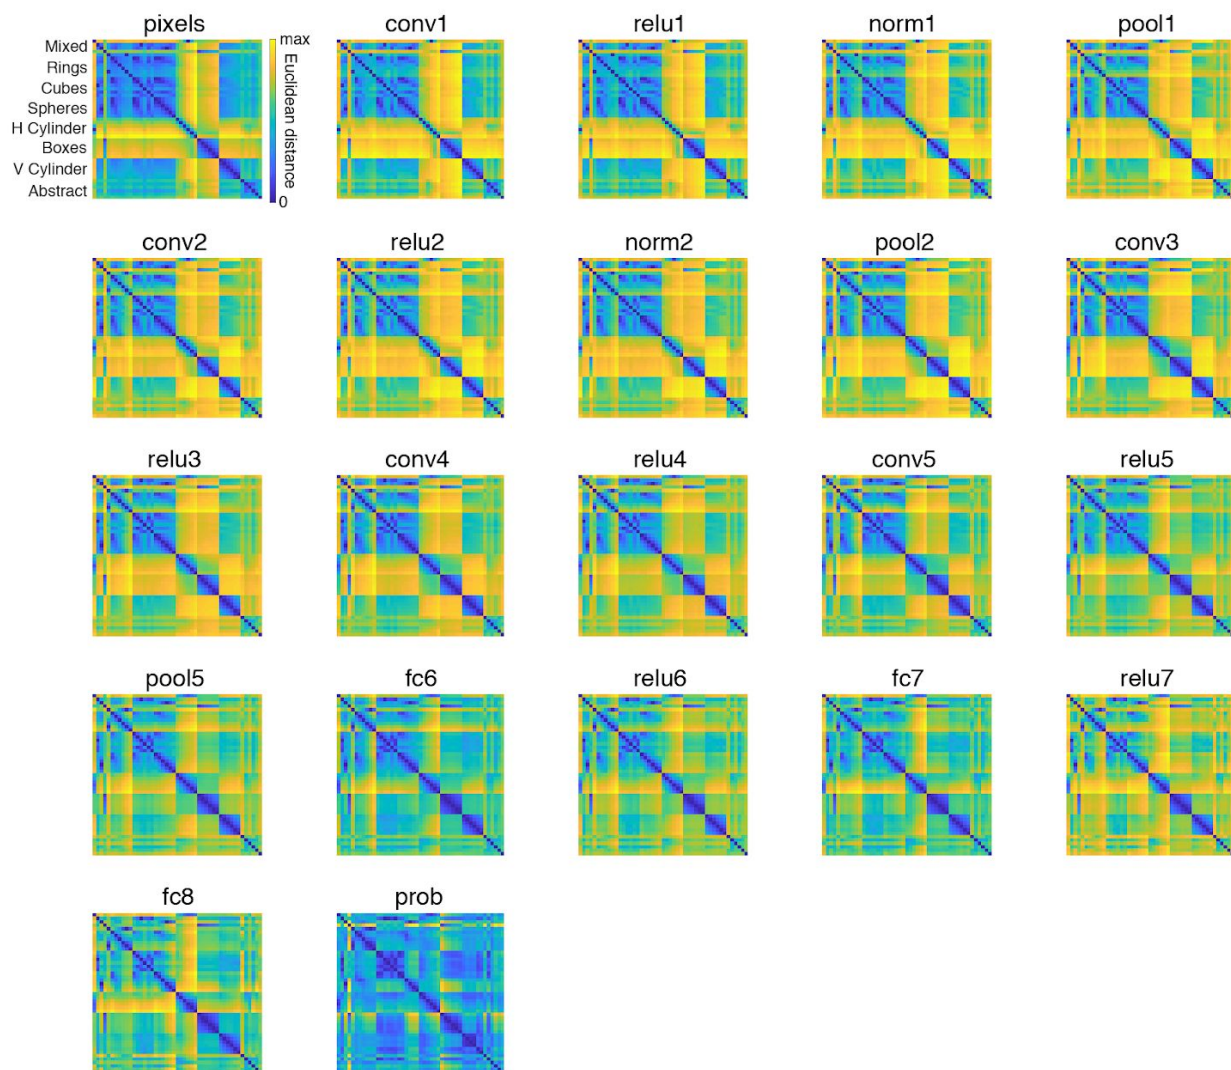 pixels conv1 relu1 norm1 pool1
Mixed
Rings
Cubes
Spheres
H Cylinder
Boxes
V Cylinder
Abstract
max
Euclidean distance
0
conv2 relu2 norm2 pool2 conv3
relu3 conv4 relu4 conv5 relu5
pool5 fc6 relu6 fc7 relu7
fc8 prob